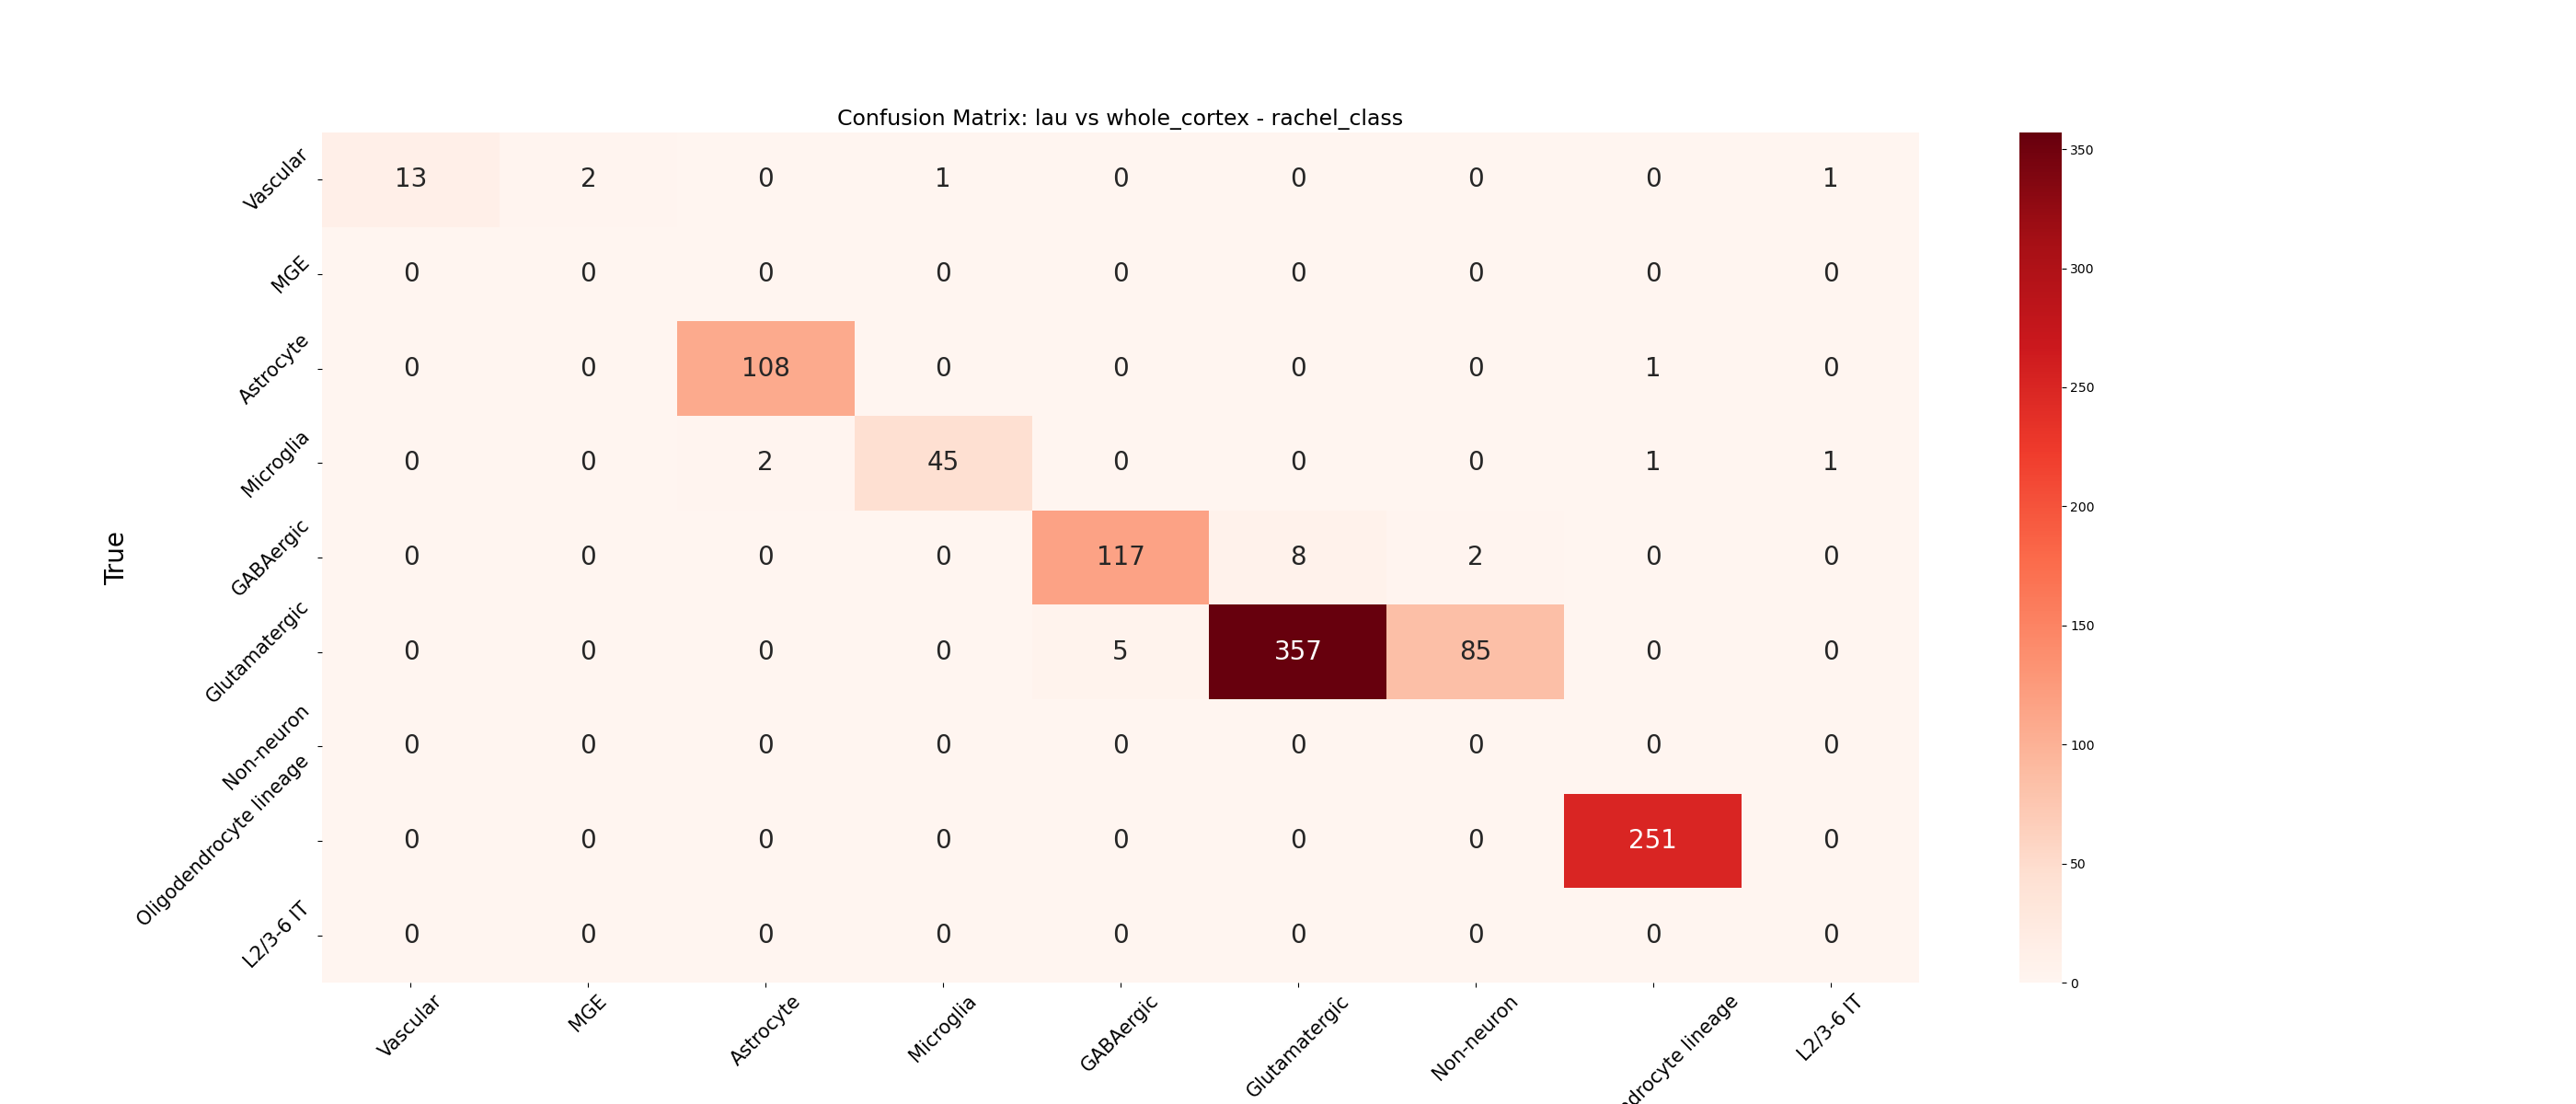 Confusion Matrix: lau vs whole_cortex - rachel_class
True
Vascular 13 2 0 1 0 0 0 0 1
MGE 0 0 0 0 0 0 0 0 0
Astrocyte 0 0 108 0 0 0 0 1 0
Microglia 0 0 2 45 0 0 0 1 1
GABAergic 0 0 0 0 117 8 2 0 0
Glutamatergic 0 0 0 0 5 357 85 0 0
Non-neuron 0 0 0 0 0 0 0 0 0
Oligodendrocyte lineage 0 0 0 0 0 0 0 251 0
L2/3-6 IT 0 0 0 0 0 0 0 0 0
Vascular MGE Astrocyte Microglia GABAergic Glutamatergic Non-neuron ndrocyte lineage L2/3-6 IT
350
300
250
200
150
100
50
0